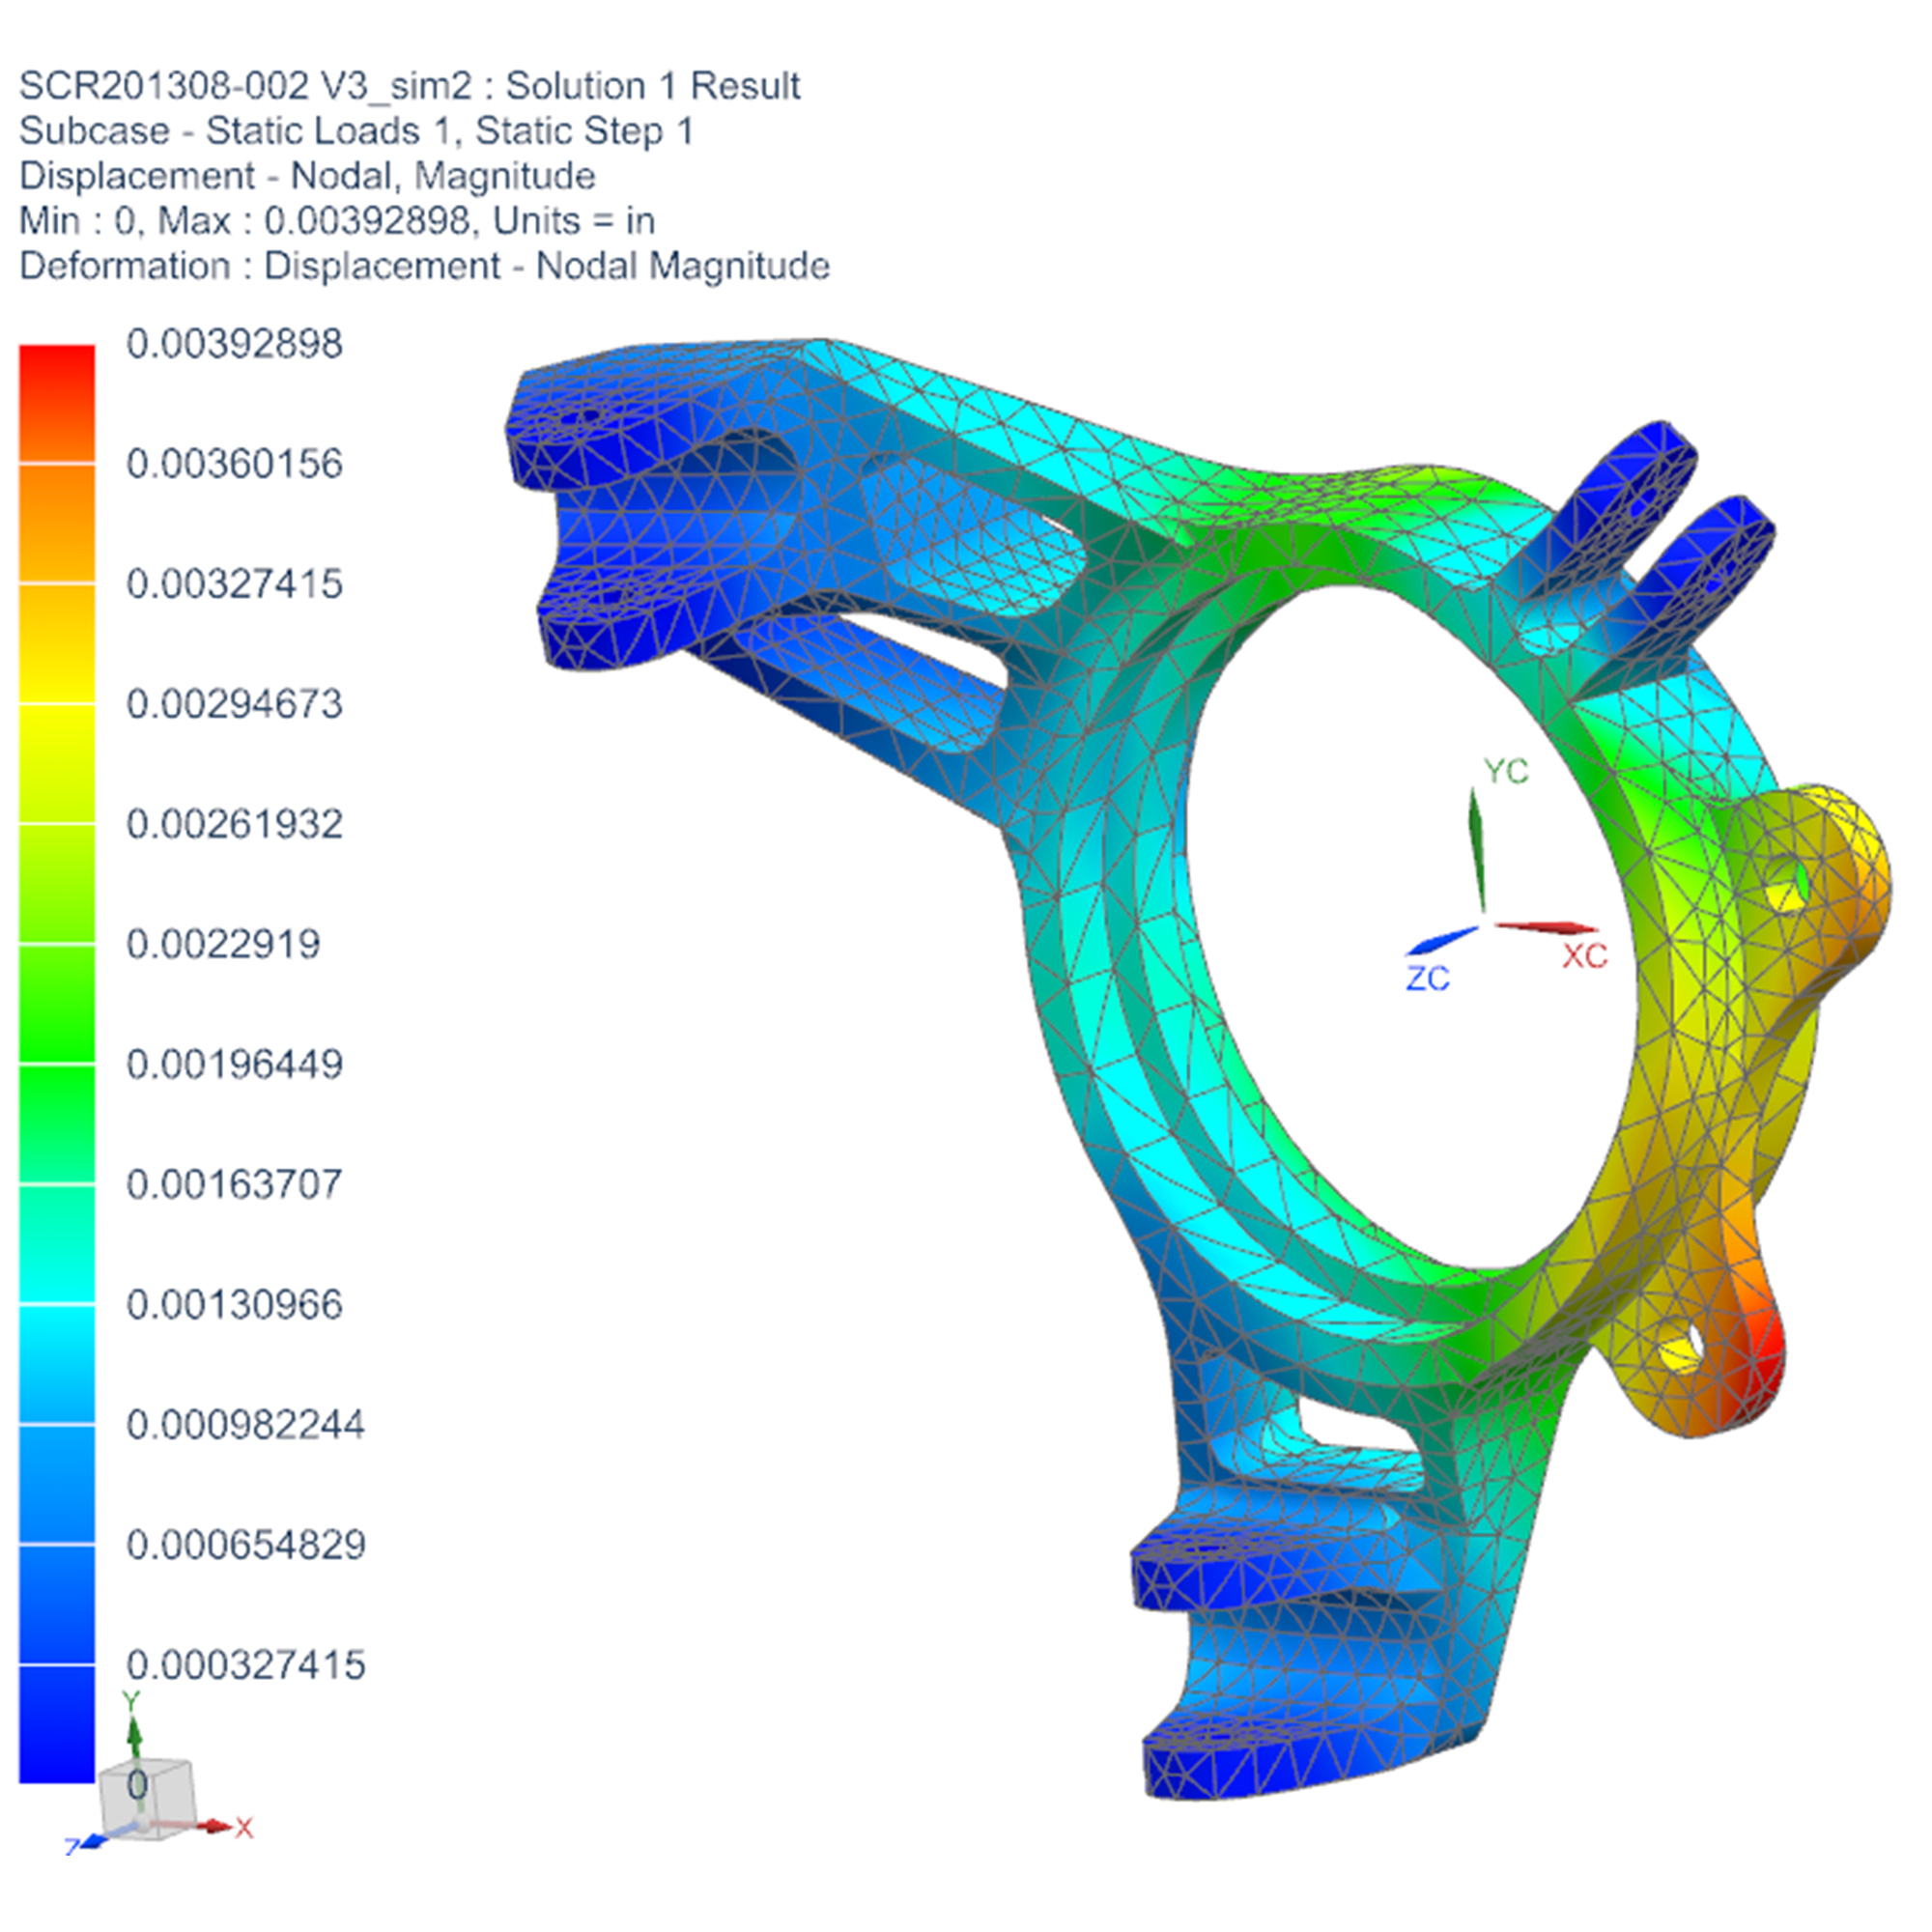 SCR201308-002 V3_sim2 : Solution 1 Result
Subcase - Static Loads 1, Static Step 1
Displacement - Nodal, Magnitude
Min : 0, Max : 0.00392898, Units = in
Deformation : Displacement - Nodal Magnitude
0.00392898
0.00360156
0.00327415
0.00294673
0.00261932
0.0022919
0.00196449
0.00163707
0.00130966
0.000982244
0.000654829
0.000327415
0
Y
X
Z
YC
XC
ZC